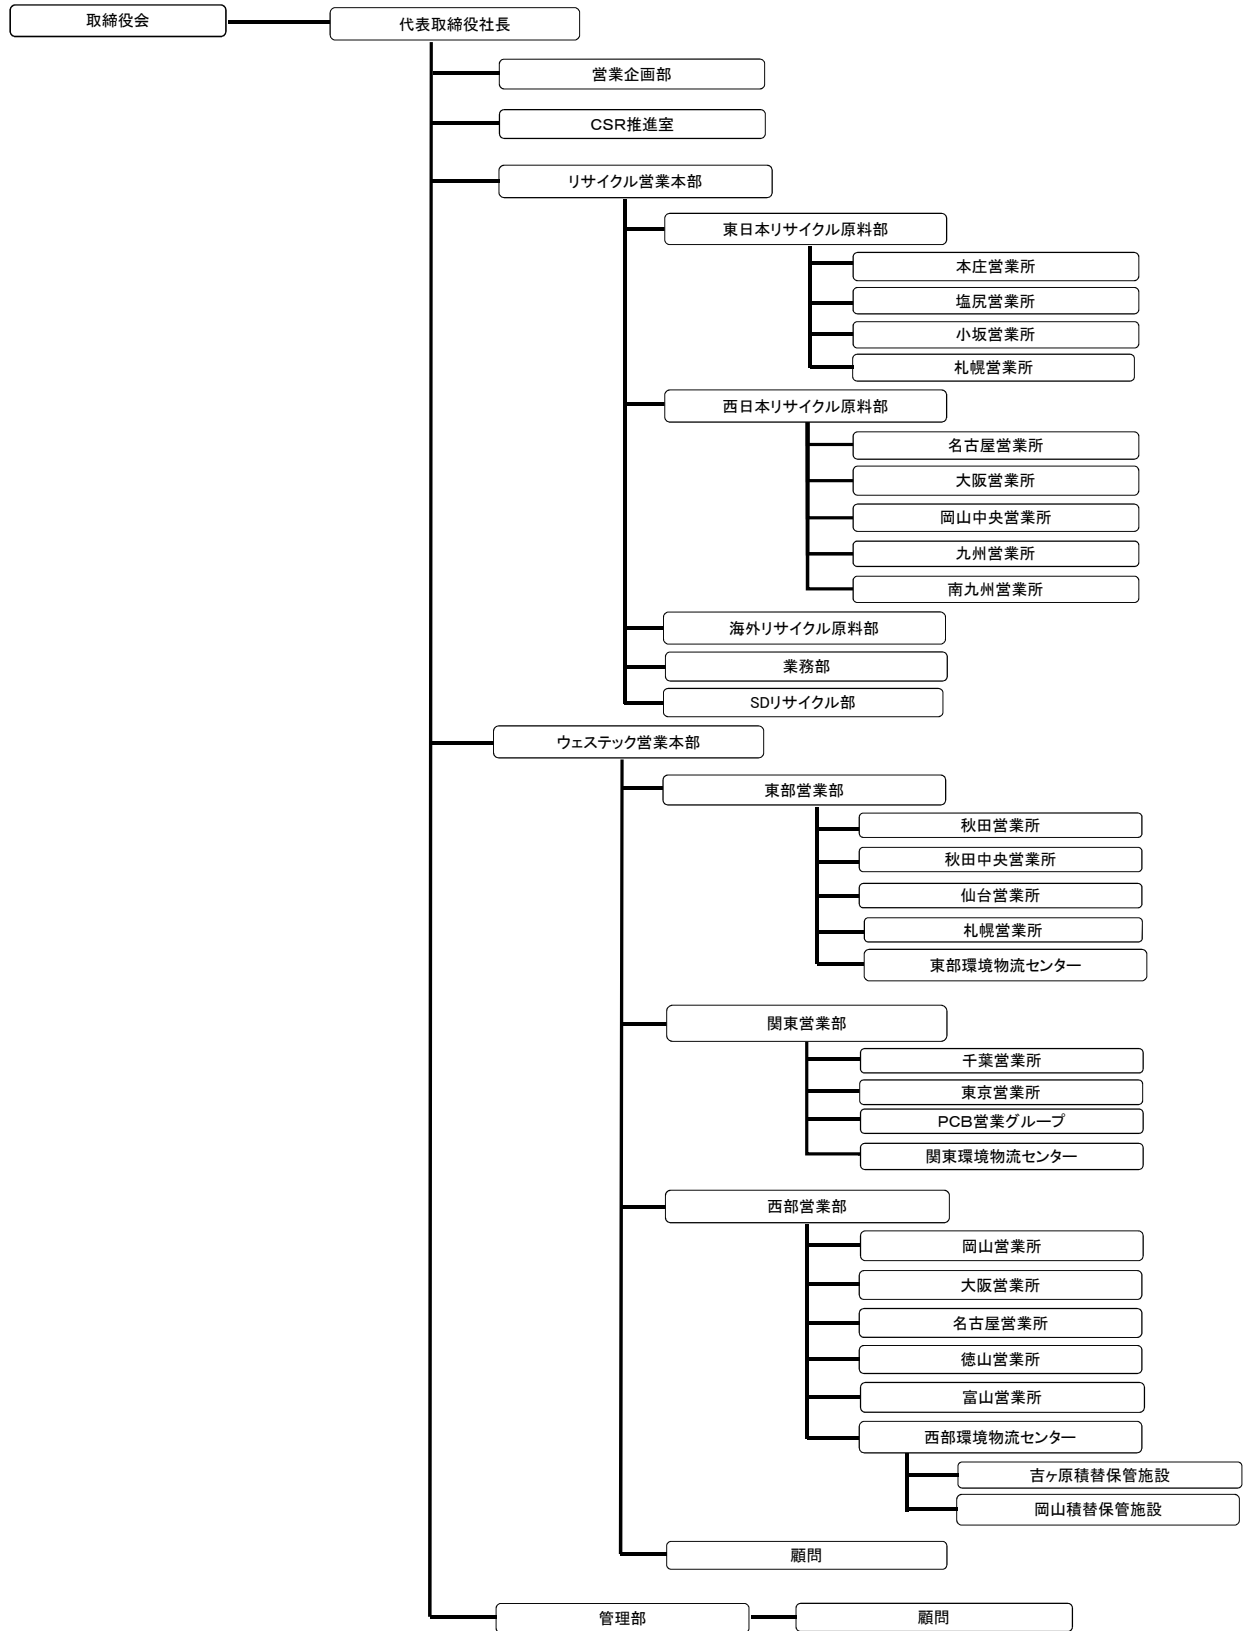 取締役会
代表取締役社長
営業企画部
CSR推進室
リサイクル営業本部
東日本リサイクル原料部
本庄営業所
塩尻営業所
小坂営業所
札幌営業所
西日本リサイクル原料部
名古屋営業所
大阪営業所
岡山中央営業所
九州営業所
南九州営業所
海外リサイクル原料部
業務部
SDリサイクル部
ウェステック営業本部
東部営業部
秋田営業所
秋田中央営業所
仙台営業所
札幌営業所
東部環境物流センター
関東営業部
千葉営業所
東京営業所
PCB営業グループ
関東環境物流センター
西部営業部
岡山営業所
大阪営業所
名古屋営業所
徳山営業所
富山営業所
西部環境物流センター
吉ヶ原積替保管施設
岡山積替保管施設
顧問
管理部
顧問